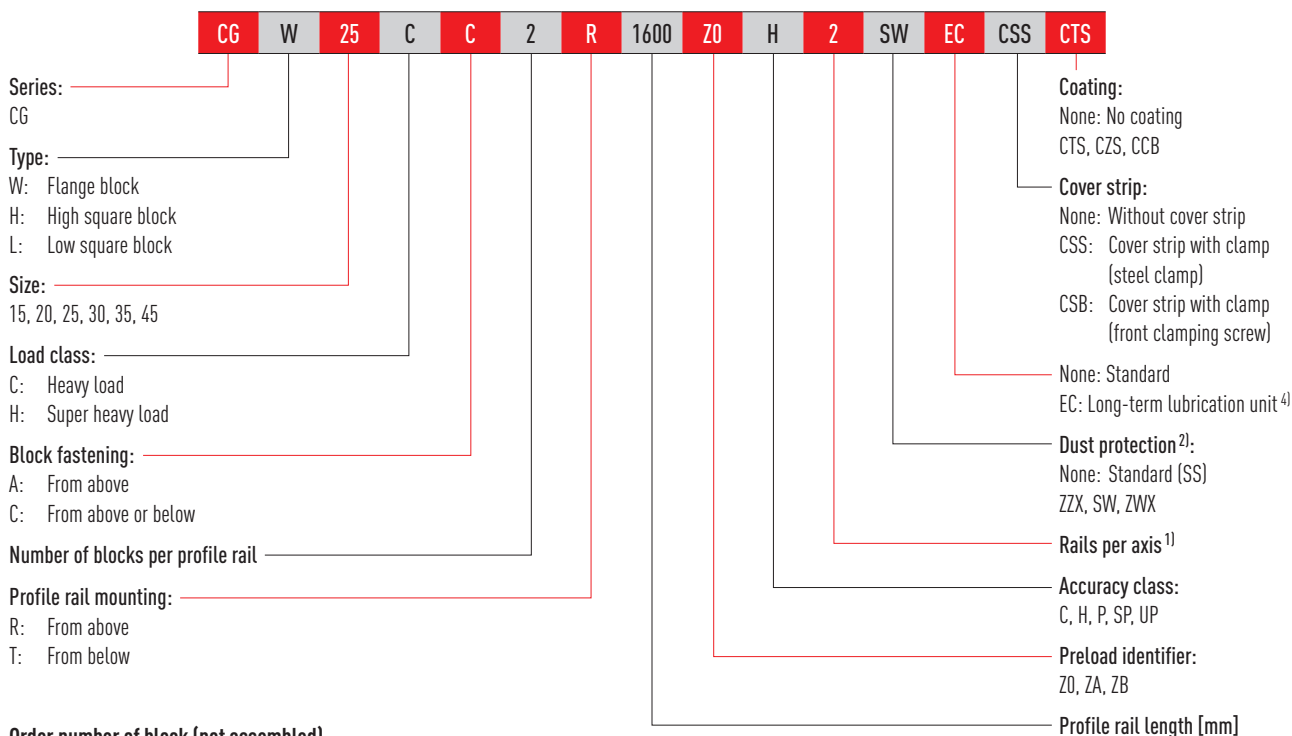 CG W 25 C C 2 R 1600 Z0 H 2 SW EC CSS CTS
Series:
CG
Type:
W: Flange block
H: High square block
L: Low square block
Size:
15, 20, 25, 30, 35, 45
Load class:
C: Heavy load
H: Super heavy load
Block fastening:
A: From above
C: From above or below
Number of blocks per profile rail
Profile rail mounting:
R: From above
T: From below
Order number of block (not assembled)
Coating:
None: No coating
CTS, CZS, CCB
Cover strip:
None: Without cover strip
CSS: Cover strip with clamp
(steel clamp)
CSB: Cover strip with clamp
(front clamping screw)
None: Standard
EC: Long-term lubrication unit 4)
Dust protection 2):
None: Standard (SS)
ZZX, SW, ZWX
Rails per axis 1)
Accuracy class:
C, H, P, SP, UP
Preload identifier:
Z0, ZA, ZB
Profile rail length [mm]